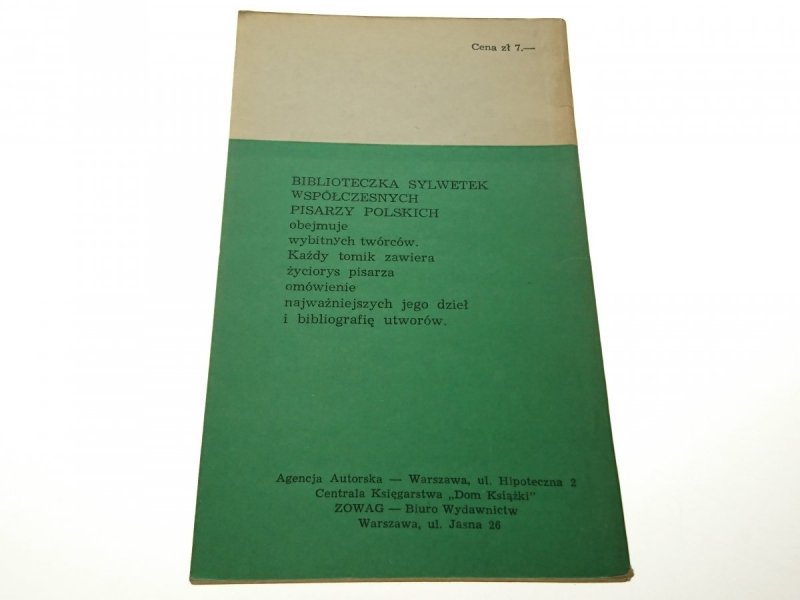 Cena zł 7.—
BIBLIOTECZKA SYLWETEK
WSPÓŁCZESNYCH
PISARZY POLSKICH
obejmuje
wybitnych twórców.
Każdy tomik zawiera
życiorys pisarza
omówienie
najważniejszych jego dzieł
i bibliografię utworów.
Agencja Autorska — Warszawa, ul. Hipoteczna 2
Centrala Księgarstwa „Dom Książki"
ZOWAG — Biuro Wydawnictw
Warszawa, ul. Jasna 26